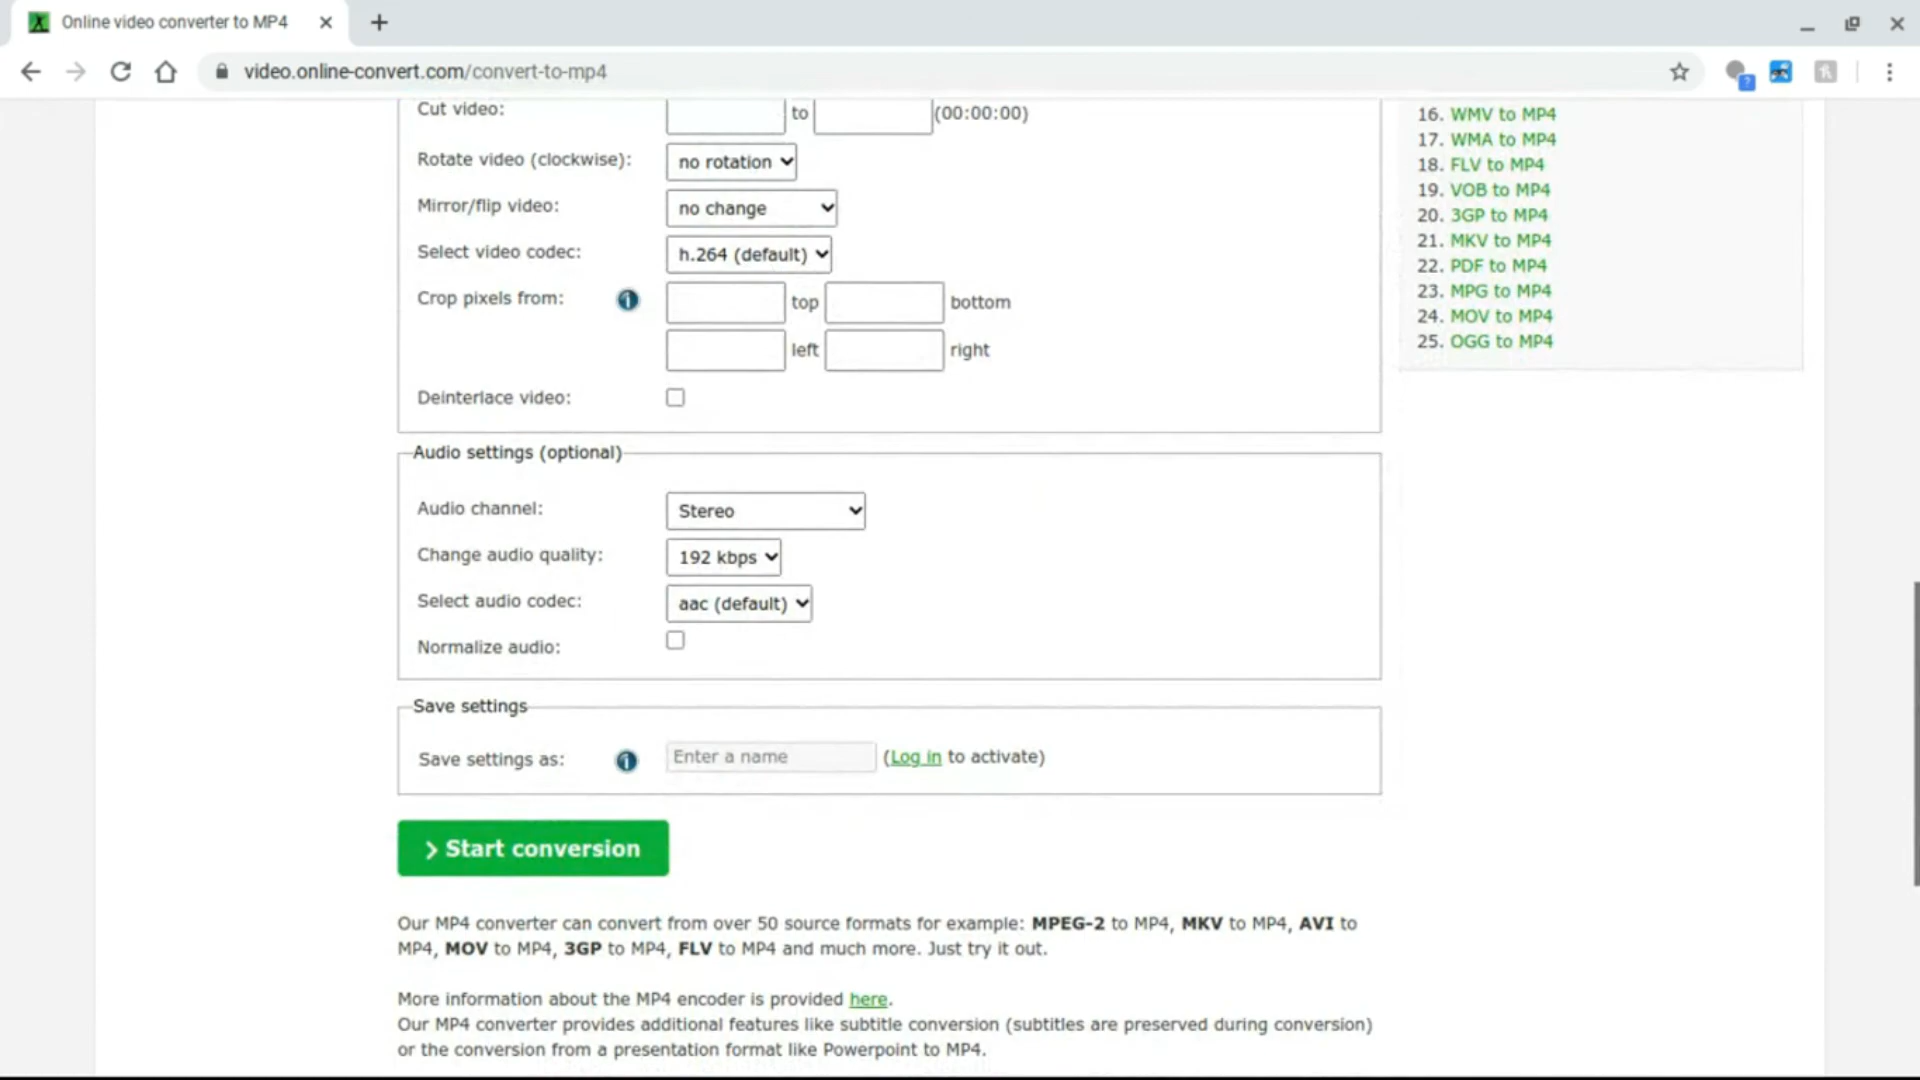 Online video converter to MP4
video.online-convert.com/convert-to-mp4
Cut video: to (00:00:00)
Rotate video (clockwise): no rotation
Mirror/flip video: no change
Select video codec: h.264 (default)
Crop pixels from: top bottom
left right
Deinterlace video:
Audio settings (optional)
Audio channel: Stereo
Change audio quality: 192 kbps
Select audio codec: aac (default)
Normalize audio:
Save settings
Save settings as: Enter a name (Log in to activate)
Start conversion
Our MP4 converter can convert from over 50 source formats for example: MPEG-2 to MP4, MKV to MP4, AVI to
MP4, MOV to MP4, 3GP to MP4, FLV to MP4 and much more. Just try it out.
More information about the MP4 encoder is provided here.
Our MP4 converter provides additional features like subtitle conversion (subtitles are preserved during conversion)
or the conversion from a presentation format like Powerpoint to MP4.
16. WMV to MP4
17. WMA to MP4
18. FLV to MP4
19. VOB to MP4
20. 3GP to MP4
21. MKV to MP4
22. PDF to MP4
23. MPG to MP4
24. MOV to MP4
25. OGG to MP4